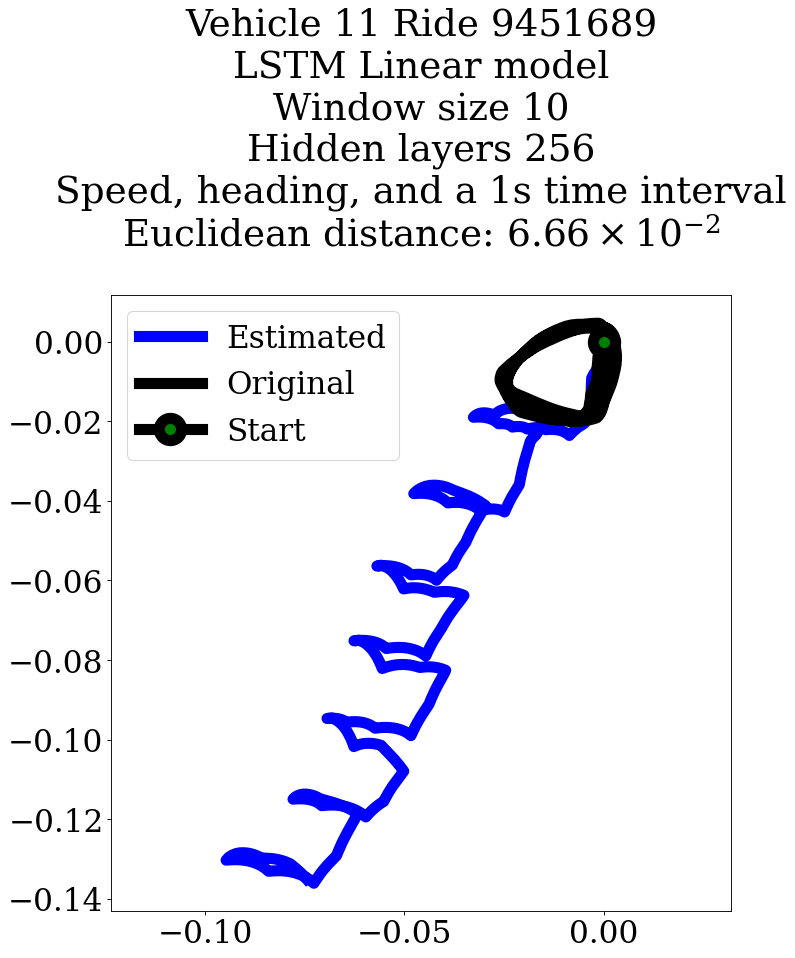 Vehicle 11 Ride 9451689
LSTM Linear model
Window size 10
Hidden layers 256
Speed, heading, and a 1s time interval
Euclidean distance: 6.66 × 10⁻²
Estimated
Original
Start
0.00
−0.02
−0.04
−0.06
−0.08
−0.10
−0.12
−0.14
−0.10
−0.05
0.00